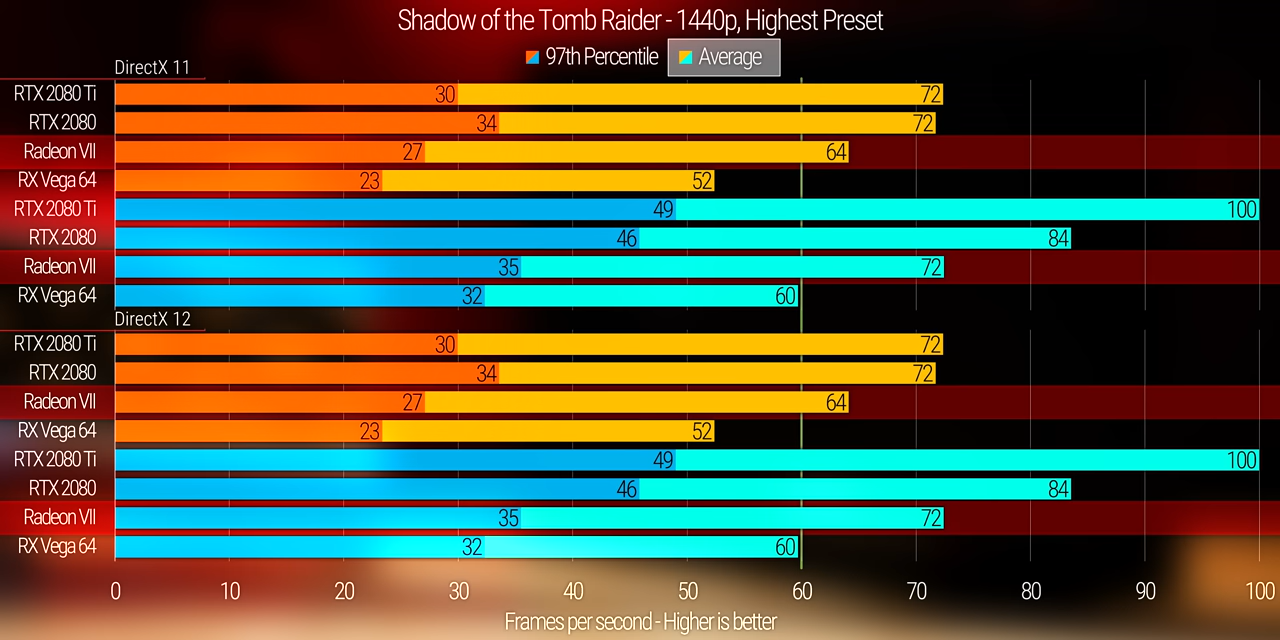 Shadow of the Tomb Raider - 1440p, Highest Preset
97th Percentile Average
DirectX 11
RTX 2080 Ti 30 72
RTX 2080 34 72
Radeon VII 27 64
RX Vega 64 23 52
RTX 2080 Ti 49 100
RTX 2080 46 84
Radeon VII 35 72
RX Vega 64 32 60
DirectX 12
RTX 2080 Ti 30 72
RTX 2080 34 72
Radeon VII 27 64
RX Vega 64 23 52
RTX 2080 Ti 49 100
RTX 2080 46 84
Radeon VII 35 72
RX Vega 64 32 60
0 10 20 30 40 50 60 70 80 90 100
Frames per second - Higher is better